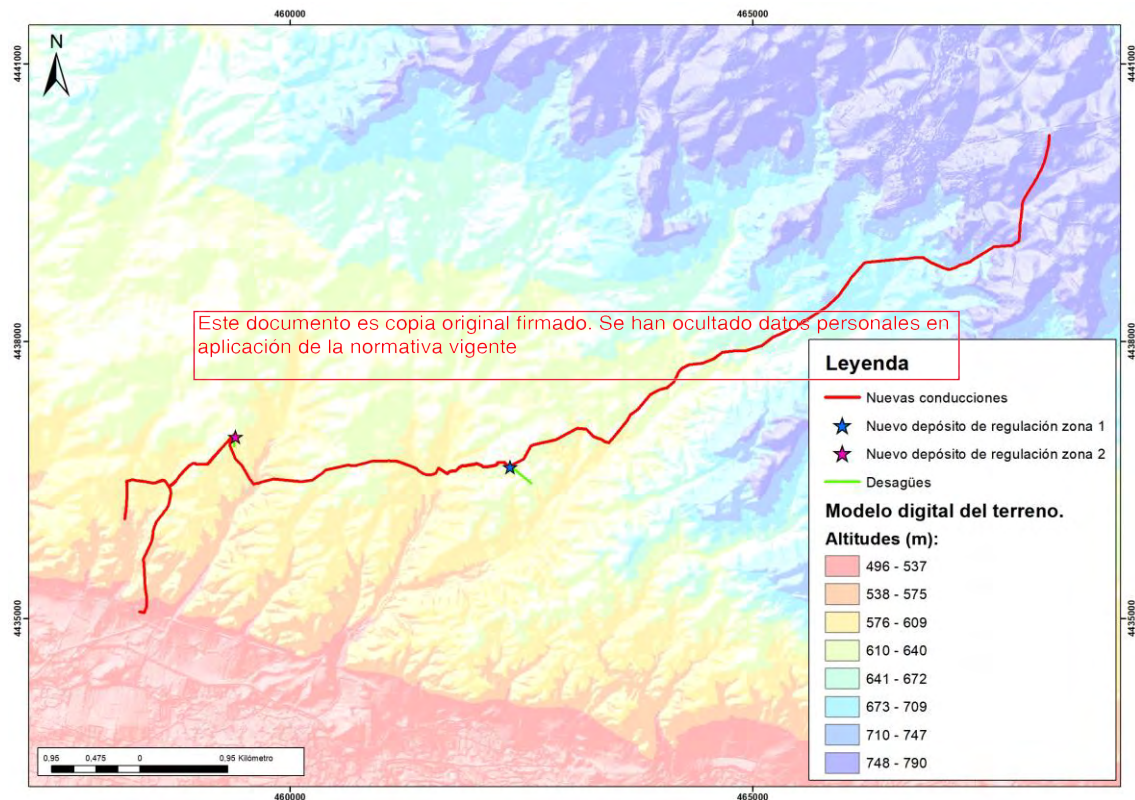 460000
465000
N
4441000
4441000
Este documento es copia original firmado. Se han ocultado datos personales en
aplicación de la normativa vigente
4438000
4438000
Leyenda
Nuevas conducciones
Nuevo depósito de regulación zona 1
Nuevo depósito de regulación zona 2
Desagües
Modelo digital del terreno.
Altitudes (m):
496 - 537
538 - 575
576 - 609
610 - 640
641 - 672
673 - 709
710 - 747
748 - 790
4435000
4435000
0,95 0,475 0 0,95 Kilómetro
460000
465000